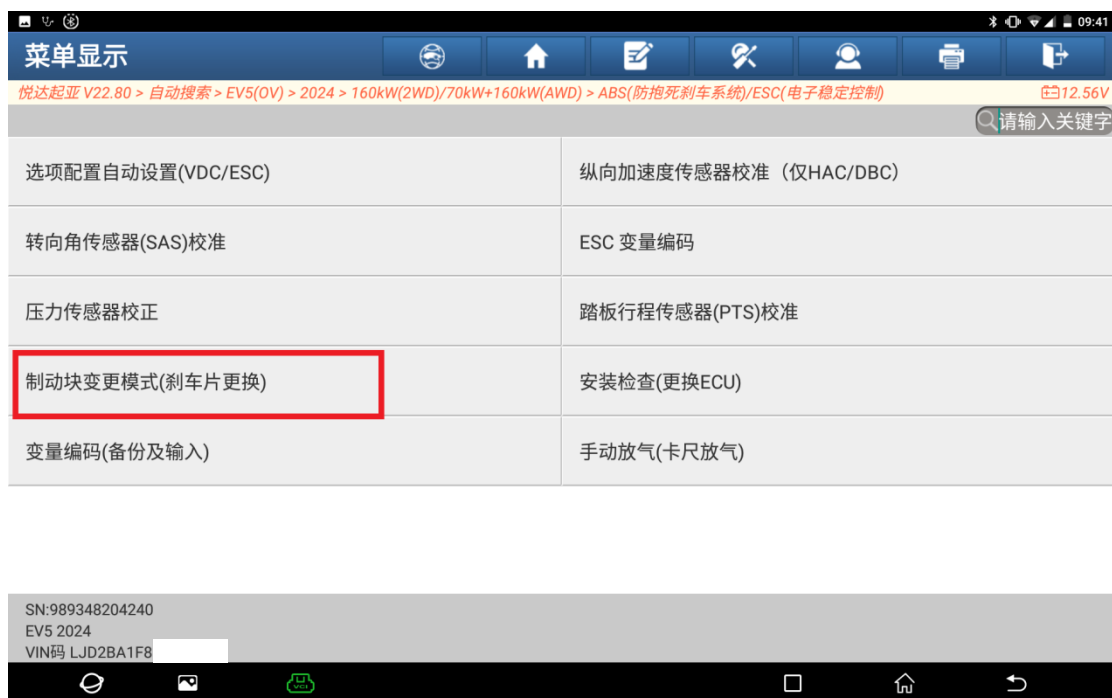 09:41
菜单显示
悦达起亚 V22.80 > 自动搜索 > EV5(OV) > 2024 > 160kW(2WD)/70kW+160kW(AWD) > ABS(防抱死刹车系统)/ESC(电子稳定控制)
12.56V
请输入关键字
选项配置自动设置(VDC/ESC)
纵向加速度传感器校准（仅HAC/DBC）
转向角传感器(SAS)校准
ESC 变量编码
压力传感器校正
踏板行程传感器(PTS)校准
制动块变更模式(刹车片更换)
安装检查(更换ECU)
变量编码(备份及输入)
手动放气(卡尺放气)
SN:989348204240
EV5 2024
VIN码 LJD2BA1F8
VCI